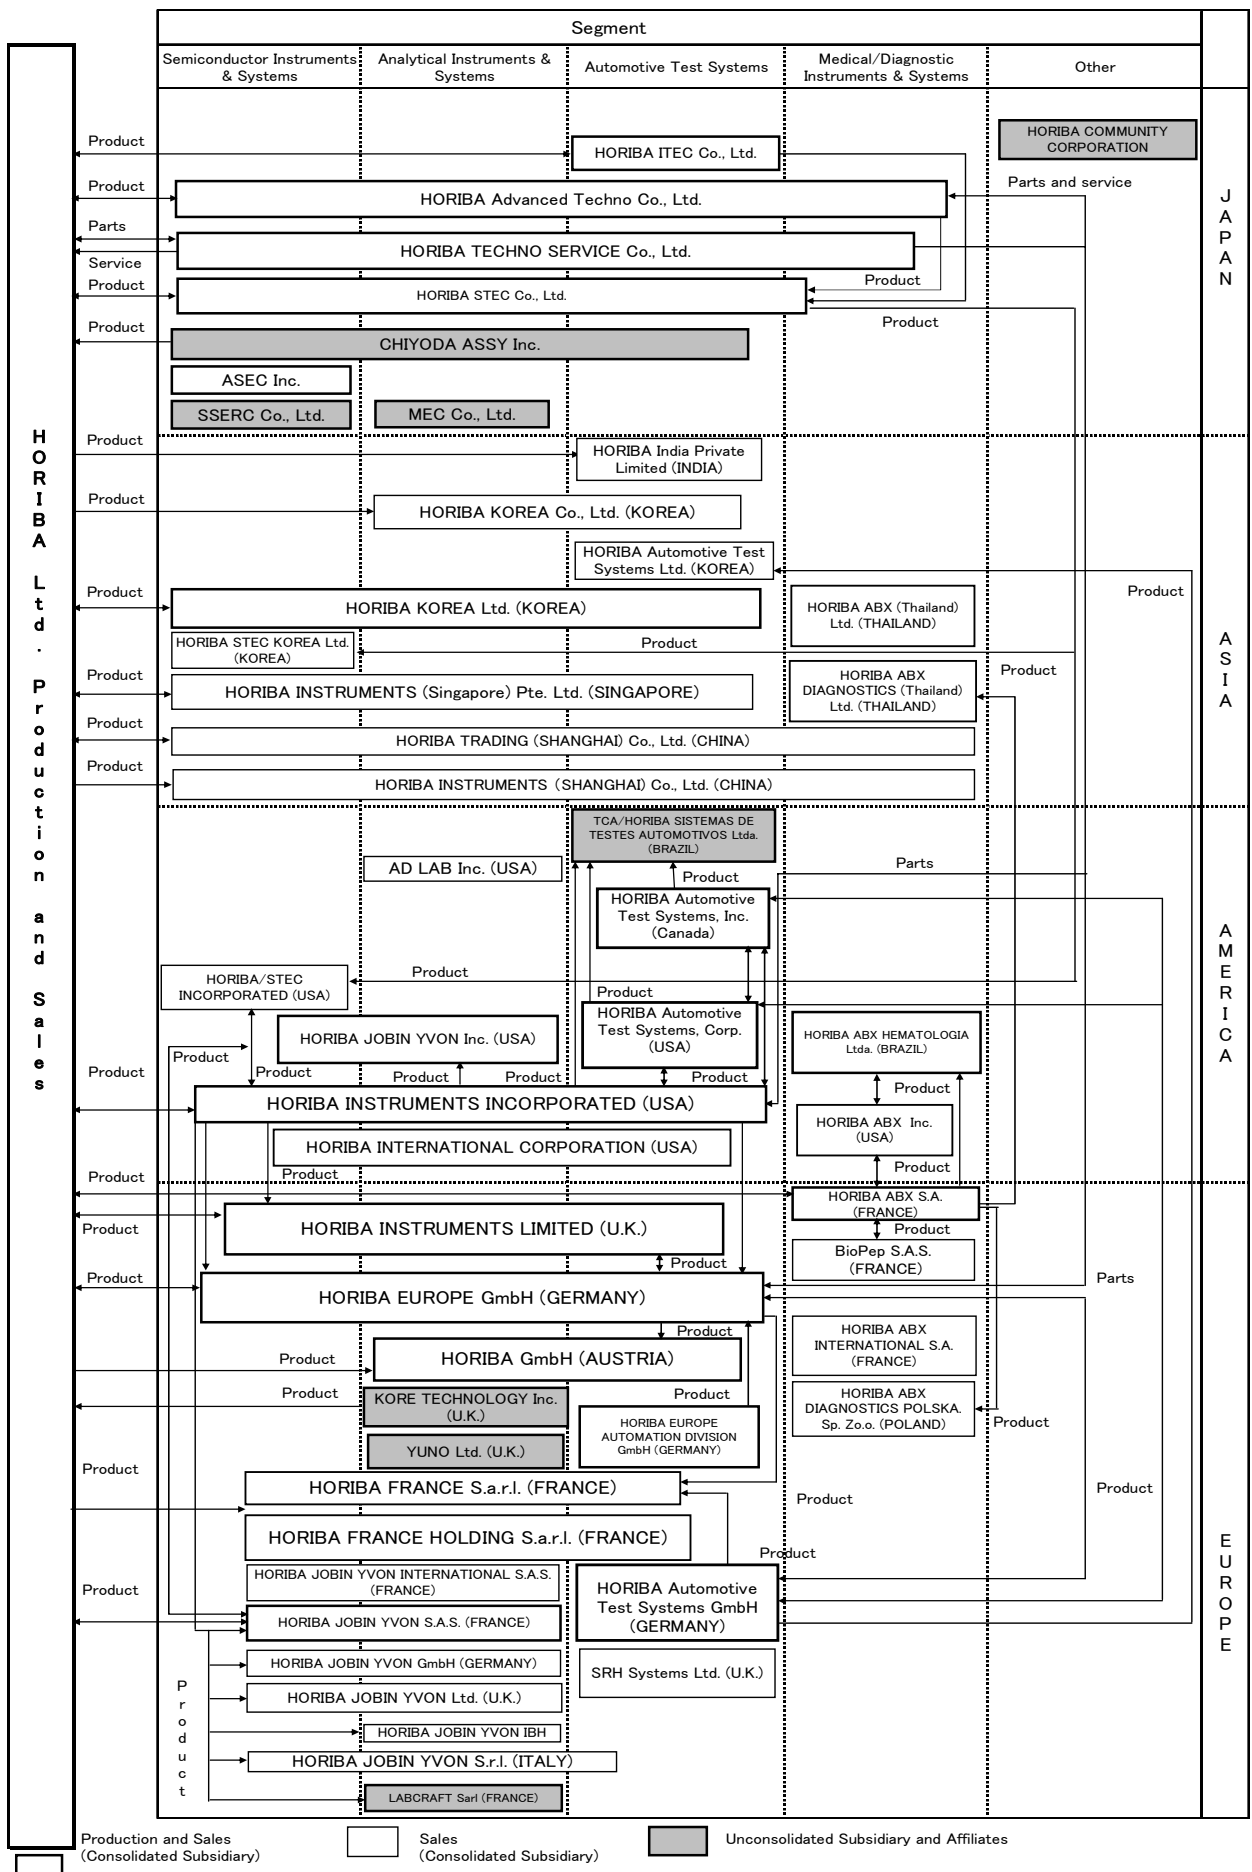 Segment
Semiconductor Instruments
& Systems
Analytical Instruments &
Systems
Automotive Test Systems
Medical/Diagnostic
Instruments & Systems
Other
HORIBA Ltd. Production and Sales
JAPAN
Product
HORIBA ITEC Co., Ltd.
HORIBA COMMUNITY
CORPORATION
Product
HORIBA Advanced Techno Co., Ltd.
Parts and service
Parts
HORIBA TECHNO SERVICE Co., Ltd.
Service
Product
Product
HORIBA STEC Co., Ltd.
Product
Product
CHIYODA ASSY Inc.
ASEC Inc.
SSERC Co., Ltd.
MEC Co., Ltd.
ASIA
Product
HORIBA India Private
Limited (INDIA)
Product
HORIBA KOREA Co., Ltd. (KOREA)
HORIBA Automotive Test
Systems Ltd. (KOREA)
Product
Product
HORIBA KOREA Ltd. (KOREA)
HORIBA ABX (Thailand)
Ltd. (THAILAND)
HORIBA STEC KOREA Ltd.
(KOREA)
Product
Product
Product
HORIBA INSTRUMENTS (Singapore) Pte. Ltd. (SINGAPORE)
HORIBA ABX
DIAGNOSTICS (Thailand)
Ltd. (THAILAND)
Product
HORIBA TRADING (SHANGHAI) Co., Ltd. (CHINA)
Product
HORIBA INSTRUMENTS (SHANGHAI) Co., Ltd. (CHINA)
AMERICA
TCA/HORIBA SISTEMAS DE
TESTES AUTOMOTIVOS Ltda.
(BRAZIL)
AD LAB Inc. (USA)
Product
Parts
HORIBA Automotive
Test Systems, Inc.
(Canada)
HORIBA/STEC
INCORPORATED (USA)
Product
Product
HORIBA Automotive
Test Systems, Corp.
(USA)
HORIBA JOBIN YVON Inc. (USA)
HORIBA ABX HEMATOLOGIA
Ltda. (BRAZIL)
Product
Product
Product
Product
Product
Product
Product
HORIBA INSTRUMENTS INCORPORATED (USA)
HORIBA ABX Inc.
(USA)
HORIBA INTERNATIONAL CORPORATION (USA)
Product
Product
EUROPE
Product
HORIBA ABX S.A.
(FRANCE)
Product
HORIBA INSTRUMENTS LIMITED (U.K.)
Product
BioPep S.A.S.
(FRANCE)
Product
Product
HORIBA EUROPE GmbH (GERMANY)
Parts
Product
HORIBA ABX
INTERNATIONAL S.A.
(FRANCE)
Product
HORIBA GmbH (AUSTRIA)
Product
KORE TECHNOLOGY Inc.
(U.K.)
Product
HORIBA ABX
DIAGNOSTICS POLSKA.
Sp. Zo.o. (POLAND)
Product
HORIBA EUROPE
AUTOMATION DIVISION
GmbH (GERMANY)
YUNO Ltd. (U.K.)
Product
HORIBA FRANCE S.a.r.l. (FRANCE)
Product
Product
HORIBA FRANCE HOLDING S.a.r.l. (FRANCE)
Product
HORIBA JOBIN YVON INTERNATIONAL S.A.S.
(FRANCE)
Product
HORIBA Automotive
Test Systems GmbH
(GERMANY)
HORIBA JOBIN YVON S.A.S. (FRANCE)
HORIBA JOBIN YVON GmbH (GERMANY)
SRH Systems Ltd. (U.K.)
Product
HORIBA JOBIN YVON Ltd. (U.K.)
HORIBA JOBIN YVON IBH
HORIBA JOBIN YVON S.r.l. (ITALY)
LABCRAFT Sarl (FRANCE)
Production and Sales
(Consolidated Subsidiary)
Sales
(Consolidated Subsidiary)
Unconsolidated Subsidiary and Affiliates